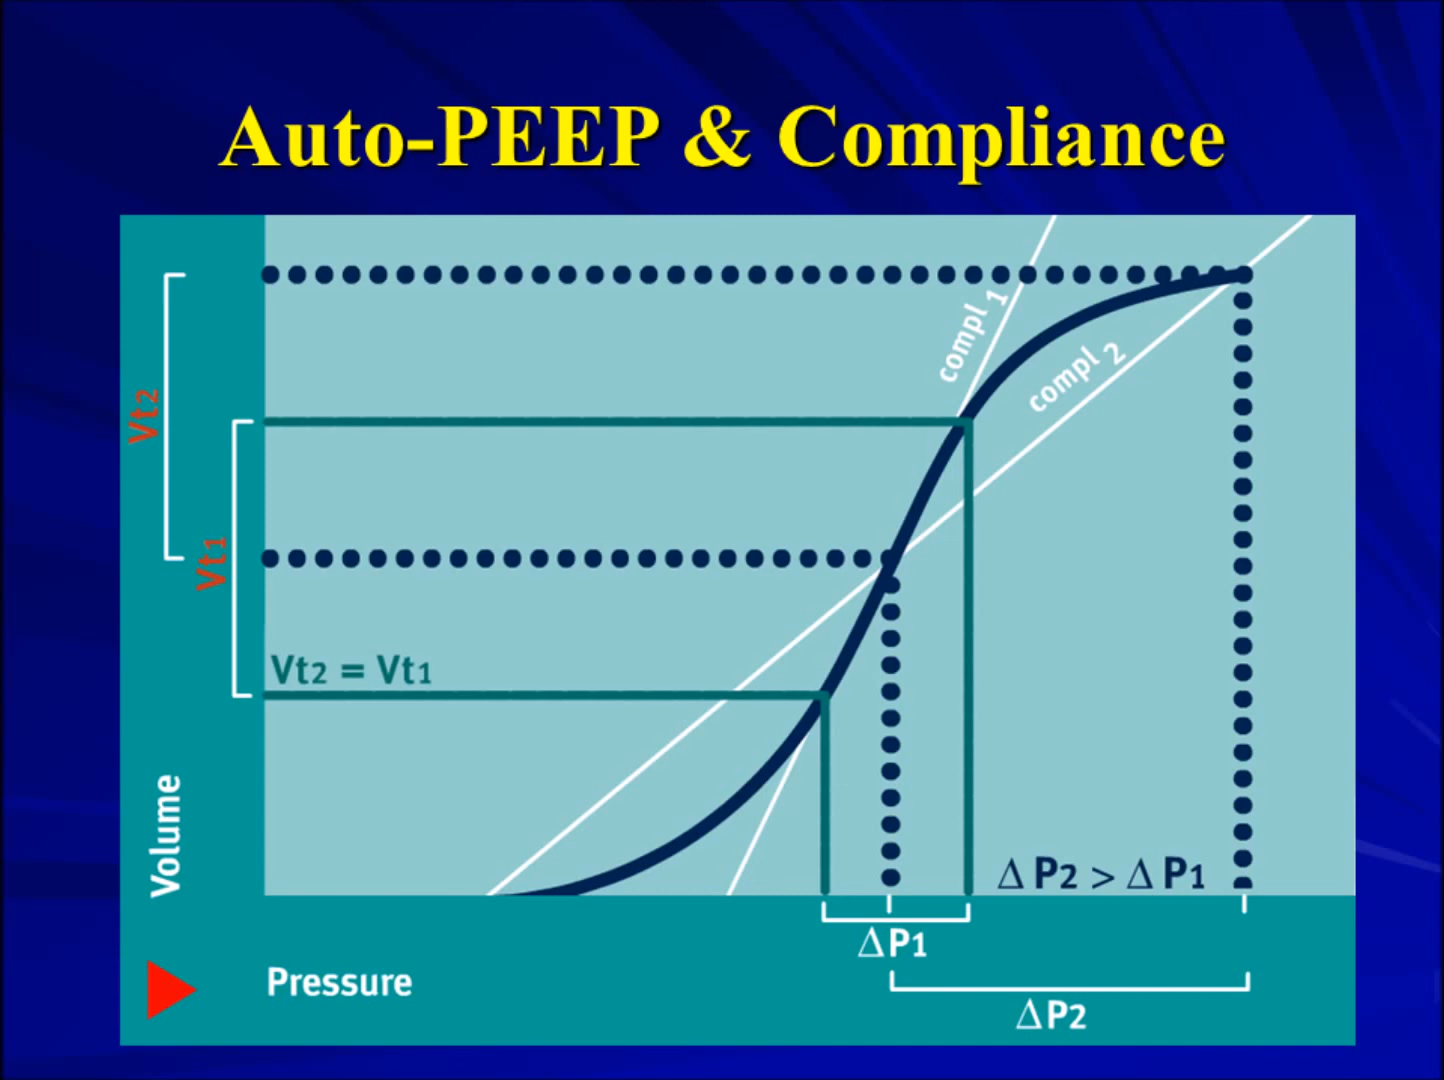 Auto-PEEP & Compliance
compl 1
compl 2
Vt2
Vt1
Vt2 = Vt1
Volume
Δ P2 > Δ P1
ΔP1
Pressure
ΔP2